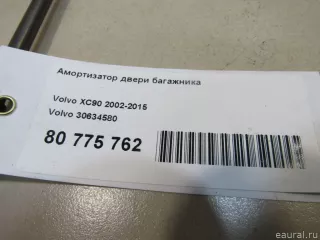 Амортизатор двери багажника
Volvo XC90 2002-2015
Volvo 30634580
80 775 762
eaural.ru